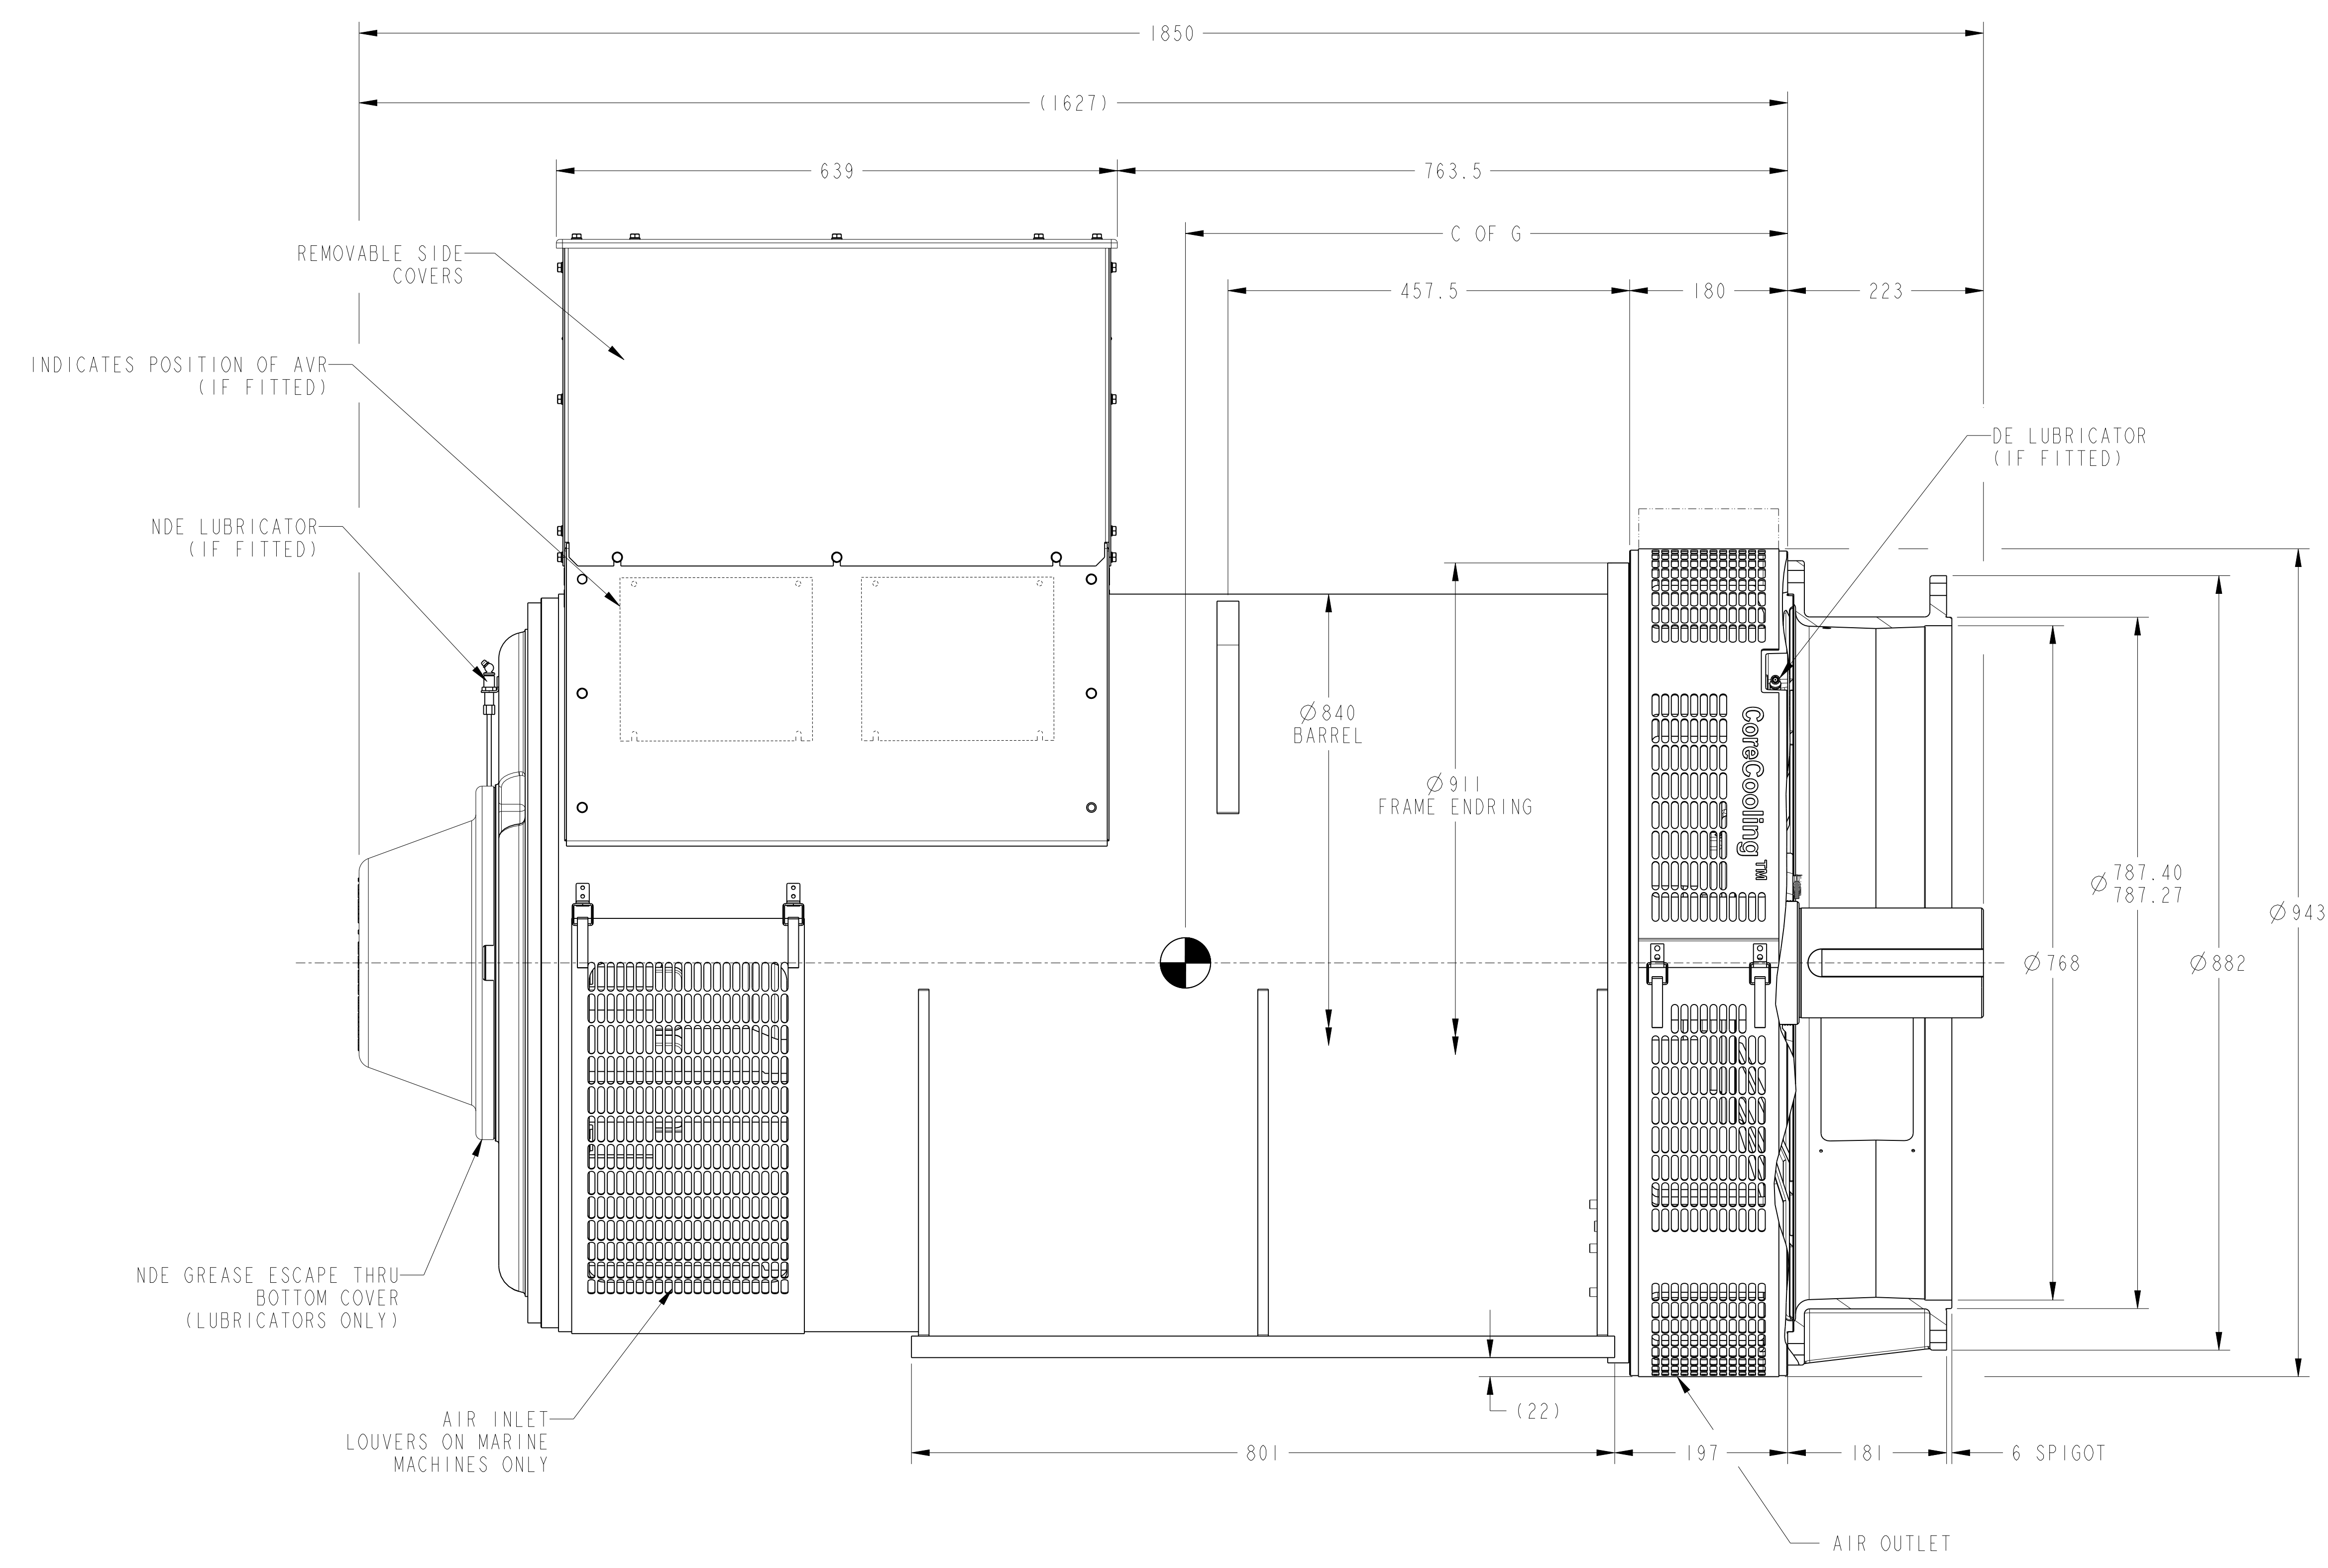 1850
(1627)
639
763.5
C OF G
REMOVABLE SIDE
COVERS
457.5
180
223
INDICATES POSITION OF AVR
(IF FITTED)
DE LUBRICATOR
(IF FITTED)
NDE LUBRICATOR
(IF FITTED)
Ø840
BARREL
CoreCooling™
Ø911
FRAME ENDRING
Ø787.40
787.27
Ø943
Ø768
Ø882
NDE GREASE ESCAPE THRU
BOTTOM COVER
(LUBRICATORS ONLY)
(22)
AIR INLET
LOUVERS ON MARINE
MACHINES ONLY
801
197
181
6 SPIGOT
AIR OUTLET